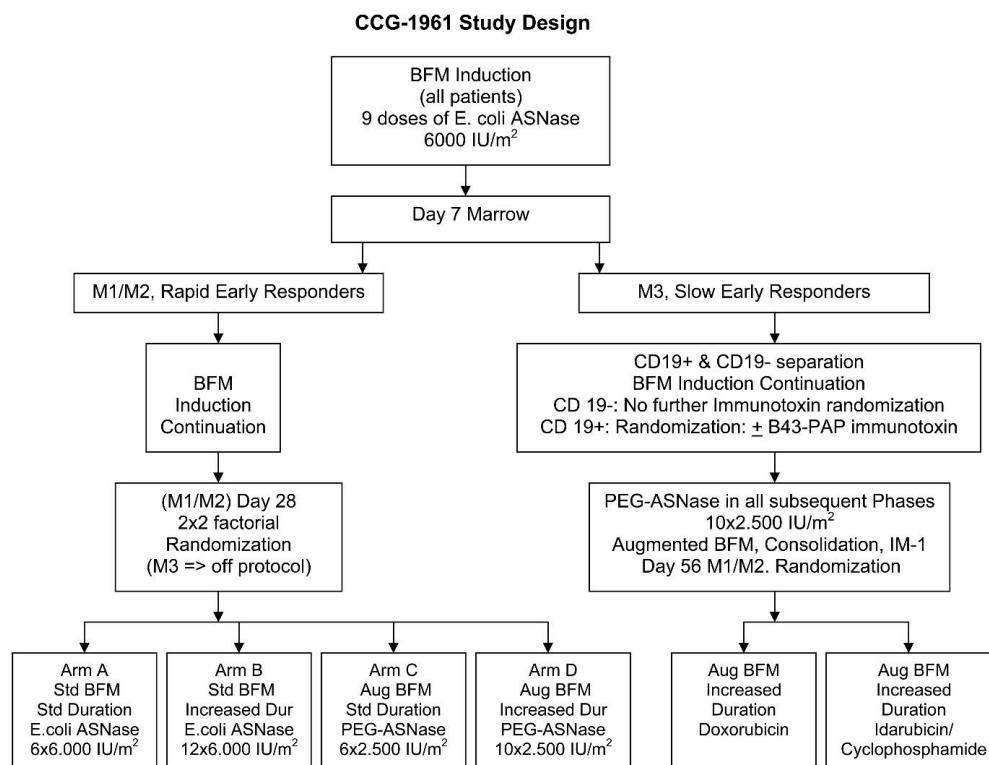 CCG-1961 Study Design
BFM Induction
(all patients)
9 doses of E. coli ASNase
6000 IU/m²
Day 7 Marrow
M1/M2, Rapid Early Responders
M3, Slow Early Responders
BFM
Induction
Continuation
CD19+ & CD19- separation
BFM Induction Continuation
CD 19-: No further Immunotoxin randomization
CD 19+: Randomization: ± B43-PAP immunotoxin
(M1/M2) Day 28
2x2 factorial
Randomization
(M3 => off protocol)
PEG-ASNase in all subsequent Phases
10x2.500 IU/m²
Augmented BFM, Consolidation, IM-1
Day 56 M1/M2. Randomization
Arm A
Std BFM
Std Duration
E.coli ASNase
6x6.000 IU/m²
Arm B
Std BFM
Increased Dur
E.coli ASNase
12x6.000 IU/m²
Arm C
Aug BFM
Std Duration
PEG-ASNase
6x2.500 IU/m²
Arm D
Aug BFM
Increased Dur
PEG-ASNase
10x2.500 IU/m²
Aug BFM
Increased
Duration
Doxorubicin
Aug BFM
Increased
Duration
Idarubicin/
Cyclophosphamide